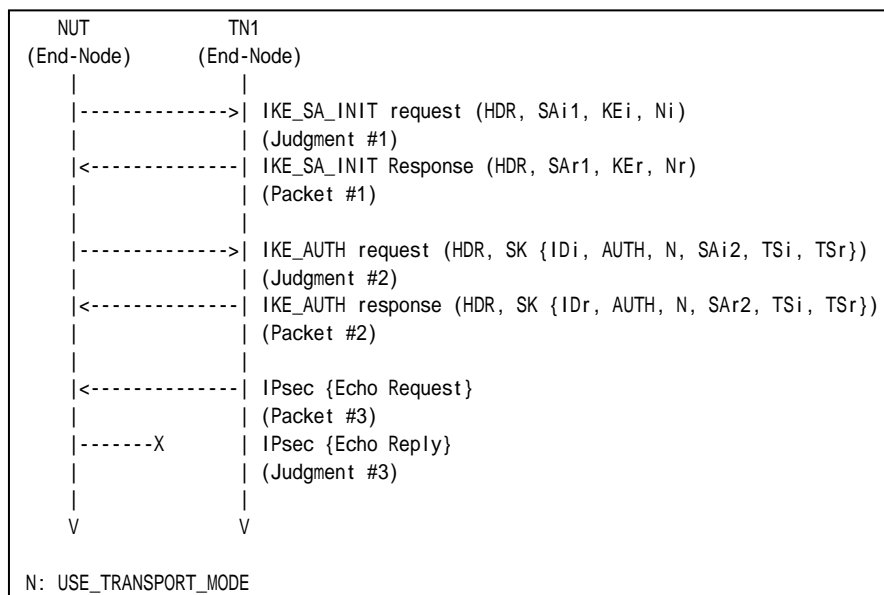 NUT TN1
(End-Node) (End-Node)
| |
|-------------->| IKE_SA_INIT request (HDR, SAi1, KEi, Ni)
| | (Judgment #1)
|<--------------| IKE_SA_INIT Response (HDR, SAr1, KEr, Nr)
| | (Packet #1)
| |
|-------------->| IKE_AUTH request (HDR, SK {IDi, AUTH, N, SAi2, TSi, TSr})
| | (Judgment #2)
|<--------------| IKE_AUTH response (HDR, SK {IDr, AUTH, N, SAr2, TSi, TSr})
| | (Packet #2)
| |
|<--------------| IPsec {Echo Request}
| | (Packet #3)
|-------X | IPsec {Echo Reply}
| | (Judgment #3)
| |
V V
N: USE_TRANSPORT_MODE